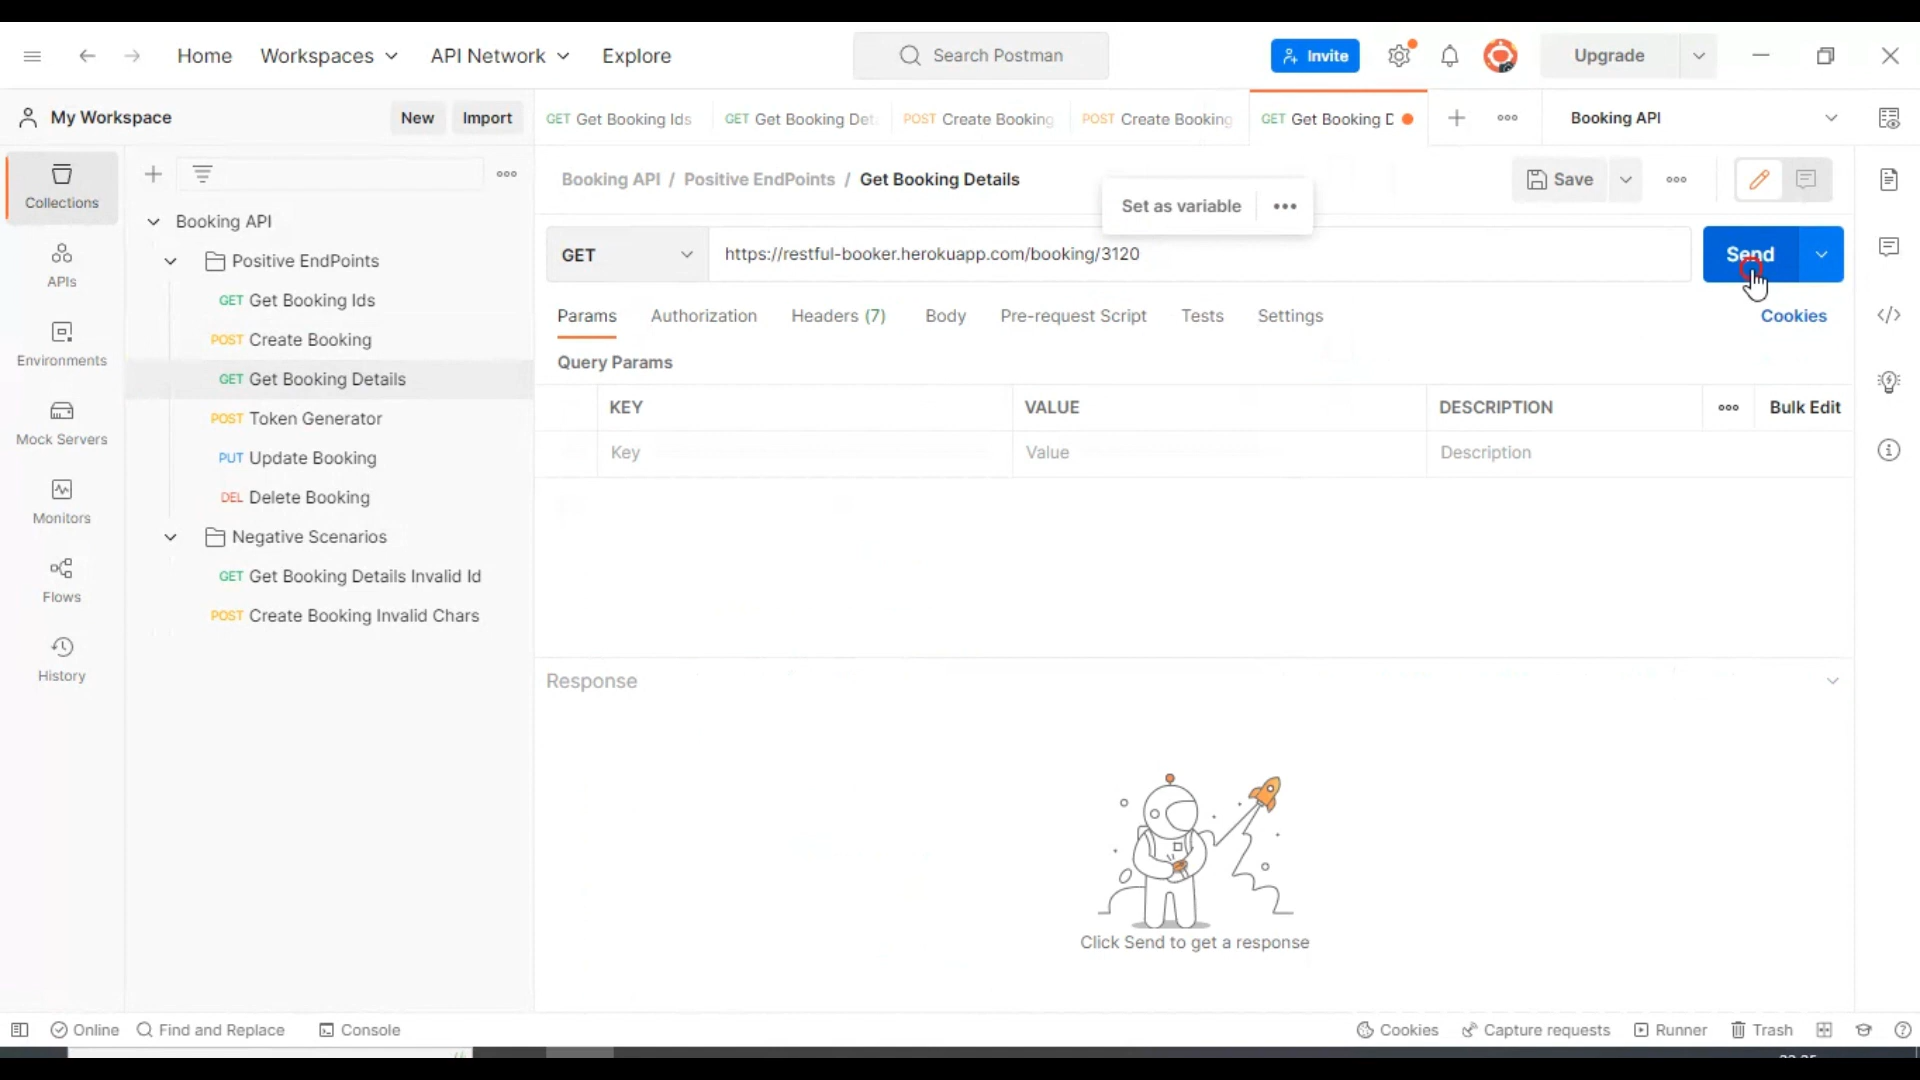 Home Workspaces API Network Explore Search Postman Invite Upgrade
My Workspace New Import GET Get Booking Ids GET Get Booking Det POST Create Booking POST Create Booking GET Get Booking D Booking API
Collections
APIs
Environments
Mock Servers
Monitors
Flows
History
Booking API
Positive EndPoints
GET Get Booking Ids
POST Create Booking
GET Get Booking Details
POST Token Generator
PUT Update Booking
DEL Delete Booking
Negative Scenarios
GET Get Booking Details Invalid Id
POST Create Booking Invalid Chars
Booking API / Positive EndPoints / Get Booking Details Save
Set as variable
GET https://restful-booker.herokuapp.com/booking/3120 Send
Params Authorization Headers (7) Body Pre-request Script Tests Settings Cookies
Query Params
KEY VALUE DESCRIPTION Bulk Edit
Key Value Description
Response
Click Send to get a response
Online Find and Replace Console Cookies Capture requests Runner Trash